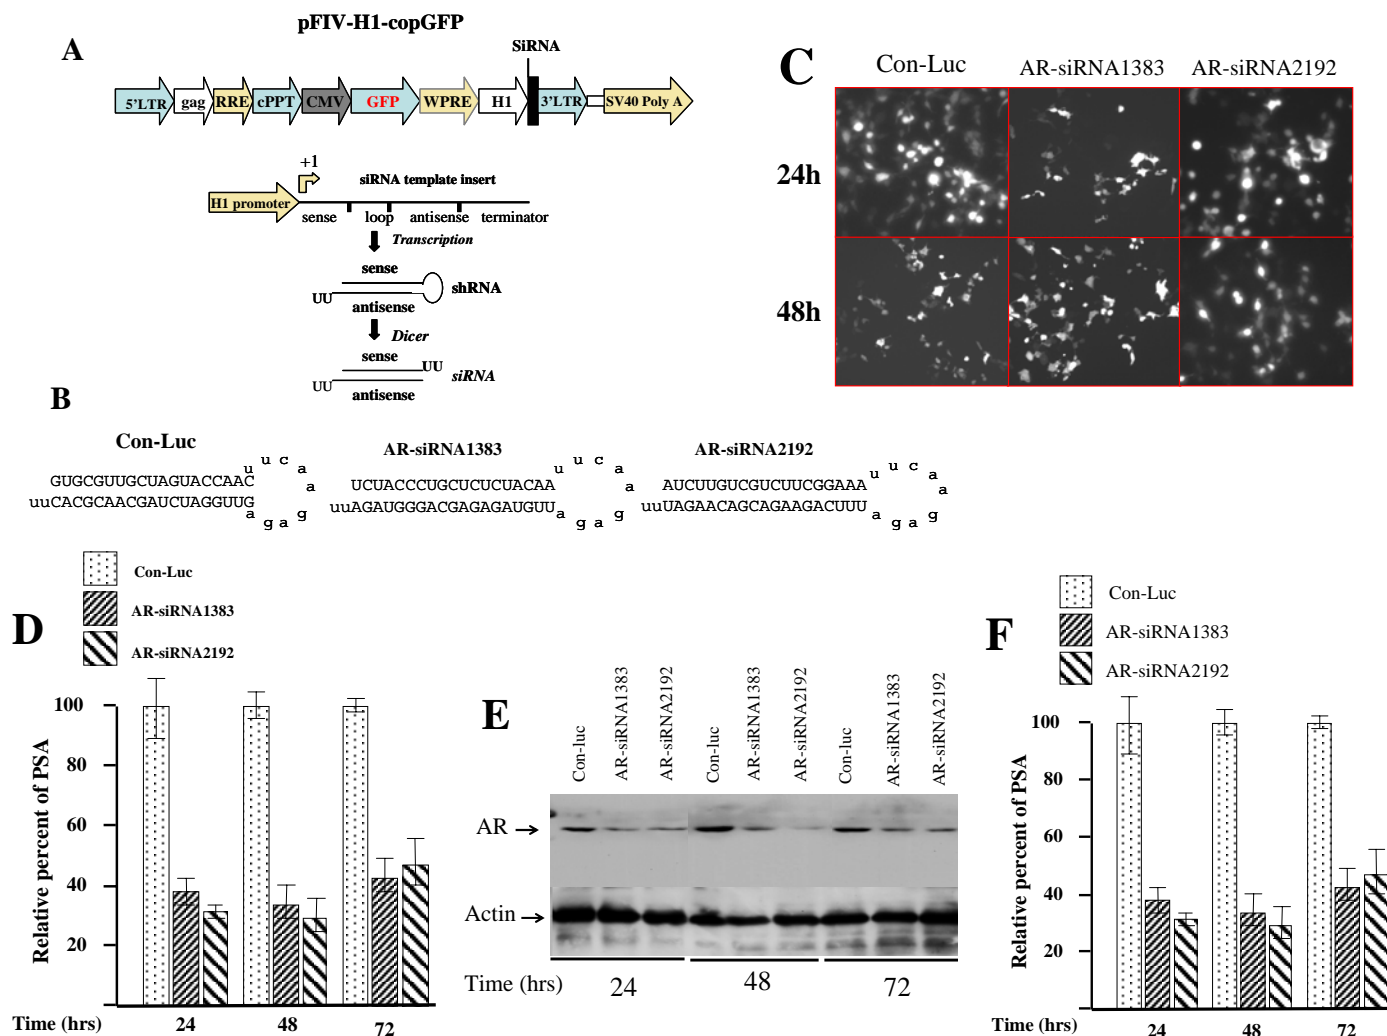 pFIV-H1-copGFP
A
SiRNA
5'LTR gag RRE cPPT CMV GFP WPRE H1 3'LTR SV40 Poly A
+1
siRNA template insert
H1 promoter
sense loop antisense terminator
Transcription
sense
shRNA
UU
antisense
Dicer
sense
UU
siRNA
UU
antisense
B
Con-Luc
GUGCGUUGCUAGUACCAAC
uuCACGCAACGAUCUAGGUUG
u u c a a g a g a
AR-siRNA1383
UCUACCCUGCUCUCUACAA
uuAGAUGGGACGAGAGAUGUU
u u c a a g a g a
AR-siRNA2192
AUCUUGUCGUCUUCGGAAA
uuUAGAACAGCAGAAGACUUU
u u c a a g a g a
C
Con-Luc AR-siRNA1383 AR-siRNA2192
24h
48h
D
Con-Luc
AR-siRNA1383
AR-siRNA2192
Relative percent of PSA
100
80
60
40
20
Time (hrs) 24 48 72
E
Con-luc AR-siRNA1383 AR-siRNA2192 Con-luc AR-siRNA1383 AR-siRNA2192 Con-luc AR-siRNA1383 AR-siRNA2192
AR
Actin
Time (hrs) 24 48 72
F
Con-Luc
AR-siRNA1383
AR-siRNA2192
Relative percent of PSA
100
80
60
40
20
Time (hrs) 24 48 72